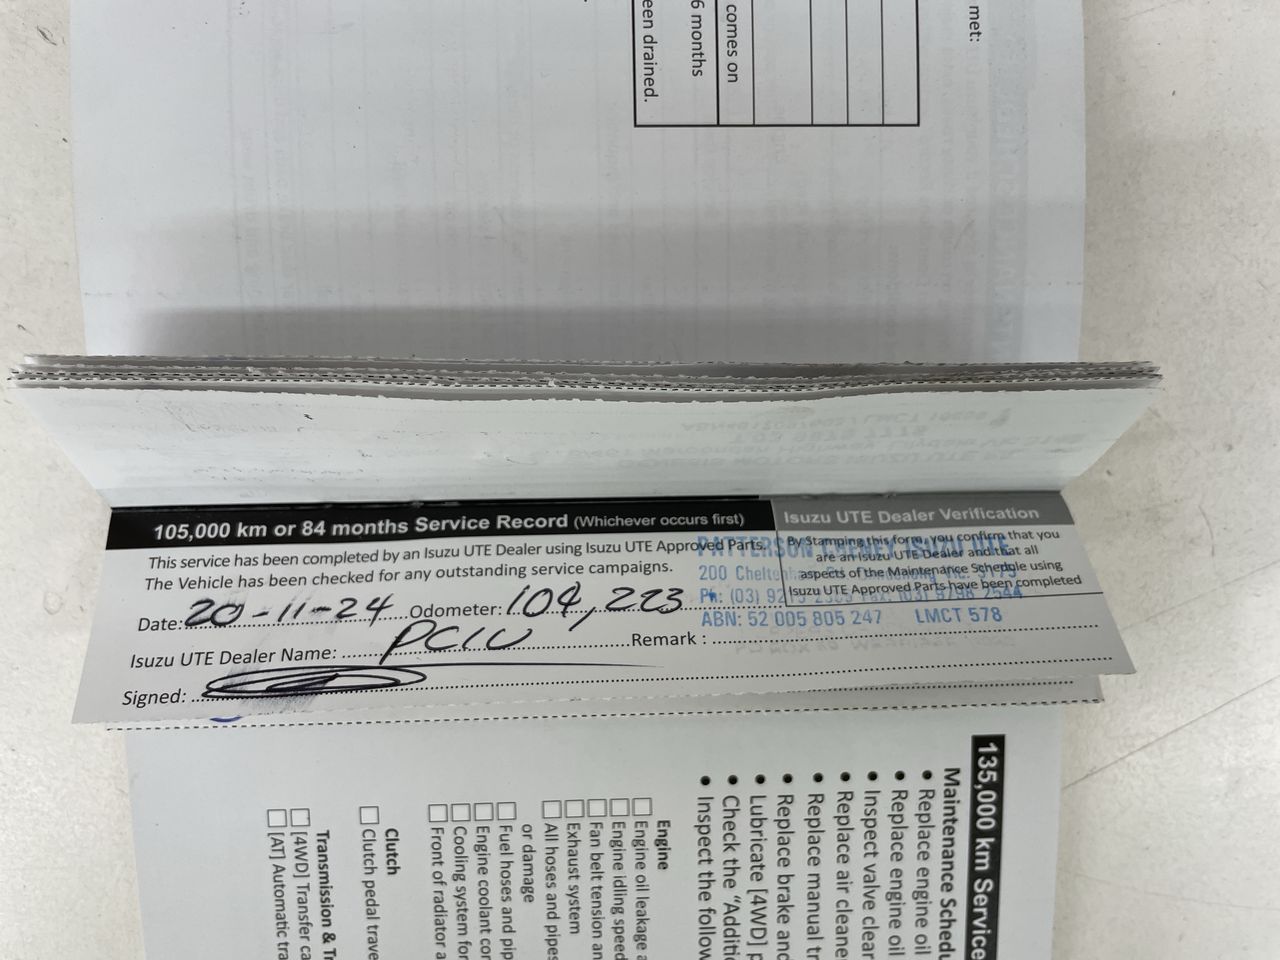 met:
comes on
6 months
een drained.
105,000 km or 84 months Service Record (Whichever occurs first)
Isuzu UTE Dealer Verification
This service has been completed by an Isuzu UTE Dealer using Isuzu UTE Approved Parts.
The Vehicle has been checked for any outstanding service campaigns.
By Stamping this form, you confirm that you
are an Isuzu UTE Dealer and that all
aspects of the Maintenance Schedule using
Isuzu UTE Approved Parts have been completed
PATTERSON
200 Chelten
Ph: (03) 92
ABN: 52 005 805 247 LMCT 578
Date: 20-11-24 Odometer: 104,223
Isuzu UTE Dealer Name: Remark :
Signed:
135,000 km Service
Maintenance Schedu
• Replace engine oil
• Replace engine oil
• Inspect valve clear
• Replace air cleane
• Replace manual tr
• Replace brake and
• Lubricate [4WD] p
• Check the "Additi
• Inspect the follow
Engine
Engine oil leakage a
Engine idling speed
Fan belt tension an
Exhaust system
All hoses and pipes
or damage
Fuel hoses and pip
Engine coolant con
Cooling system for
Front of radiator a
Clutch
Clutch pedal trave
Transmission & Tr
[4WD] Transfer ca
[AT] Automatic tra